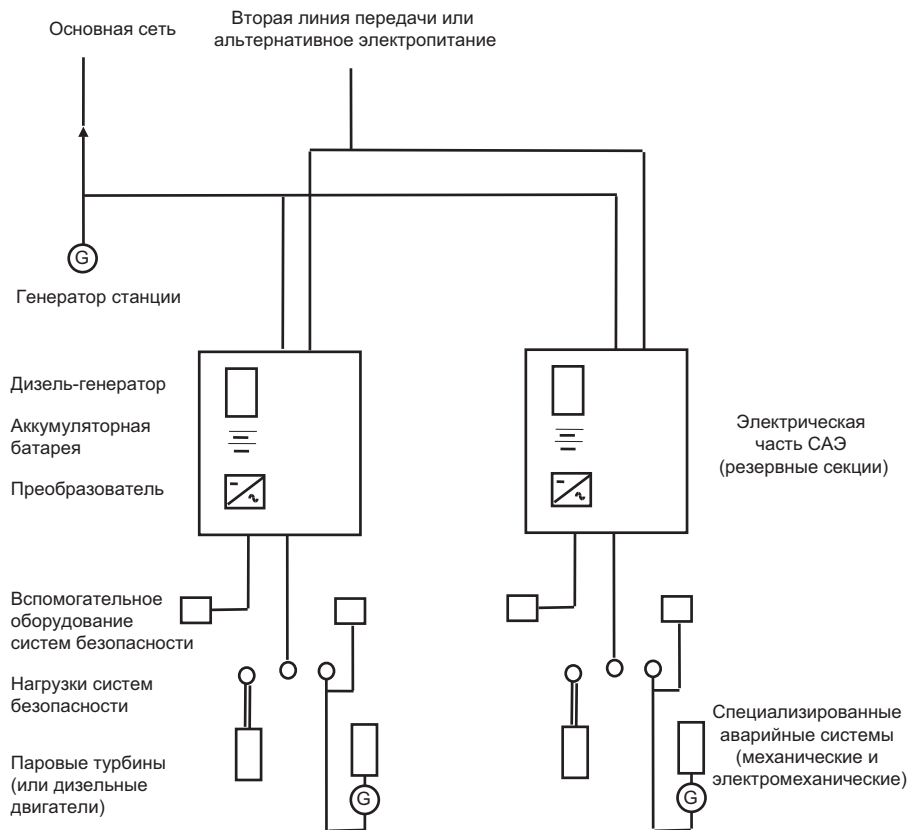 Основная сеть
Вторая линия передачи или
альтернативное электропитание
G
Генератор станции
Дизель-генератор
Аккумуляторная
батарея
Преобразователь
Электрическая
часть САЭ
(резервные секции)
Вспомогательное
оборудование
систем безопасности
Нагрузки систем
безопасности
Паровые турбины
(или дизельные
двигатели)
G
G
Специализированные
аварийные системы
(механические и
электромеханические)